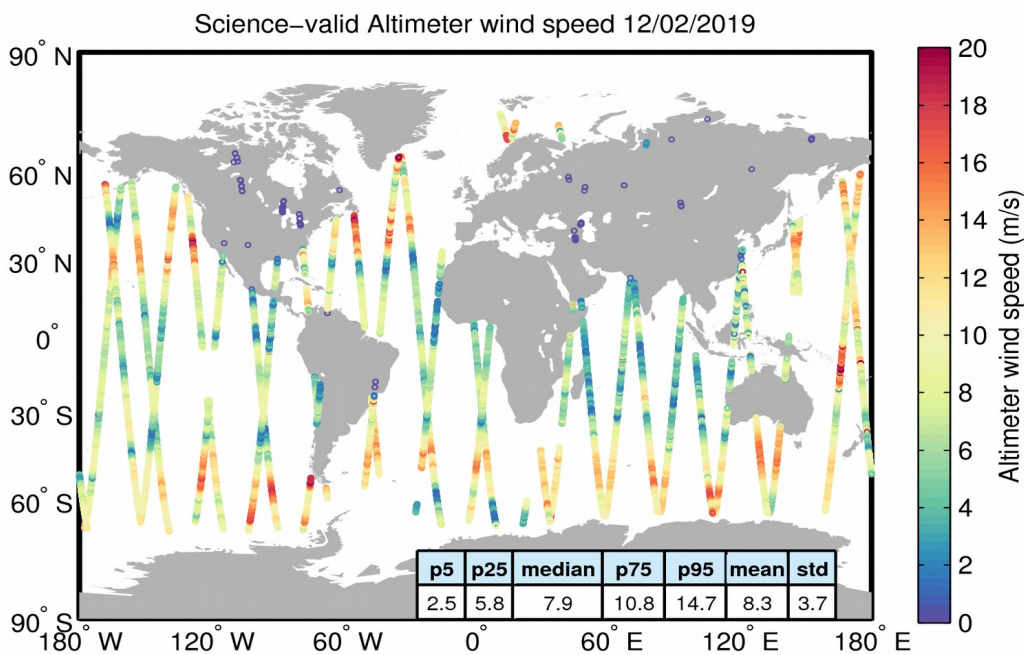 Science−valid Altimeter wind speed 12/02/2019
90° N
60° N
30° N
0°
30° S
60° S
90° S
180° W 120° W 60° W 0° 60° E 120° E 180° E
p5 p25 median p75 p95 mean std
2.5 5.8 7.9 10.8 14.7 8.3 3.7
20
18
16
14
12
10
8
6
4
2
0
Altimeter wind speed (m/s)